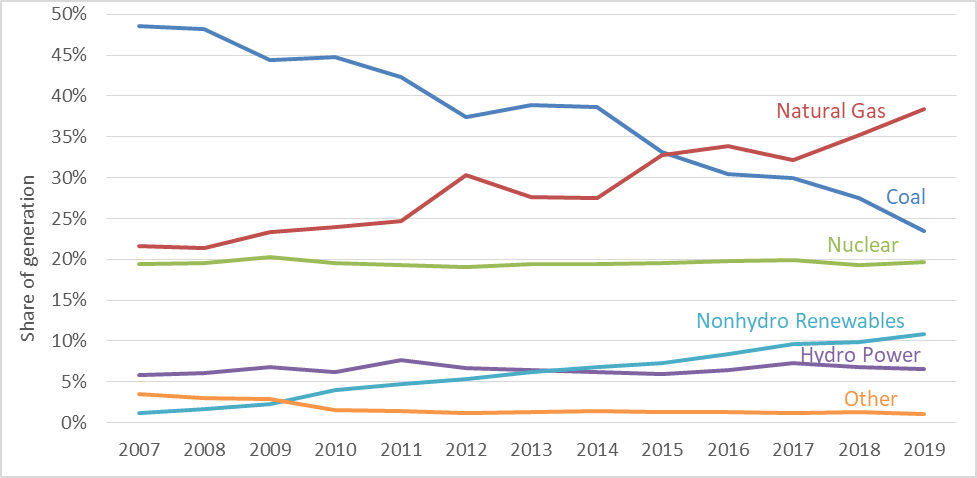 50%
45%
40%
35%
30%
25%
20%
15%
10%
5%
0%
Share of generation
Natural Gas
Coal
Nuclear
Nonhydro Renewables
Hydro Power
Other
2007 2008 2009 2010 2011 2012 2013 2014 2015 2016 2017 2018 2019